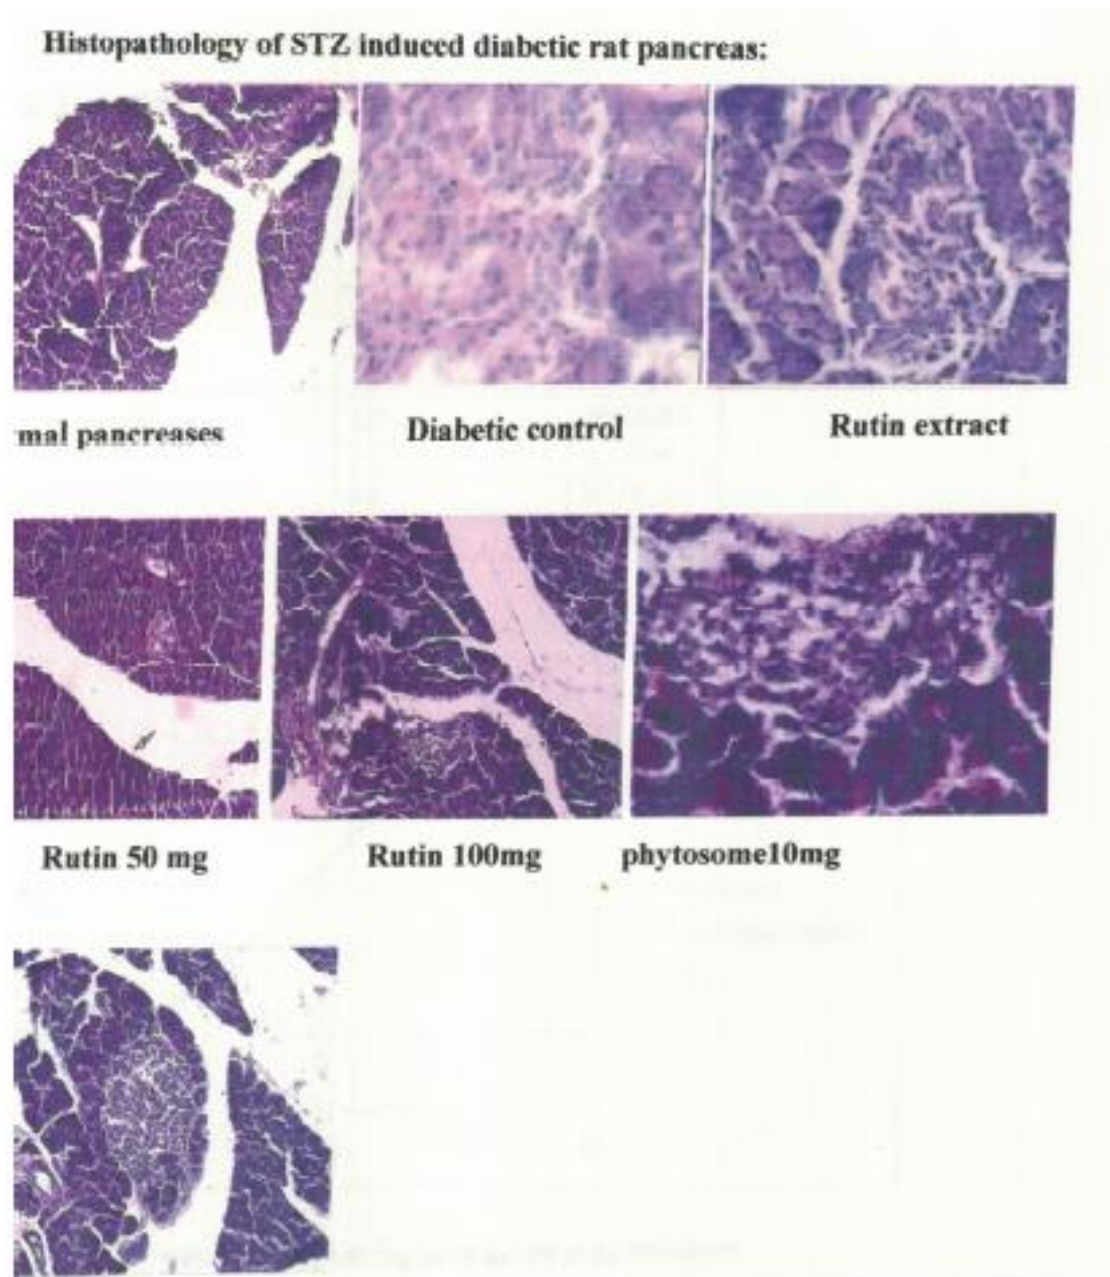 Histopathology of STZ induced diabetic rat pancreas:
mal pancreases
Diabetic control
Rutin extract
Rutin 50 mg
Rutin 100mg
phytosome10mg